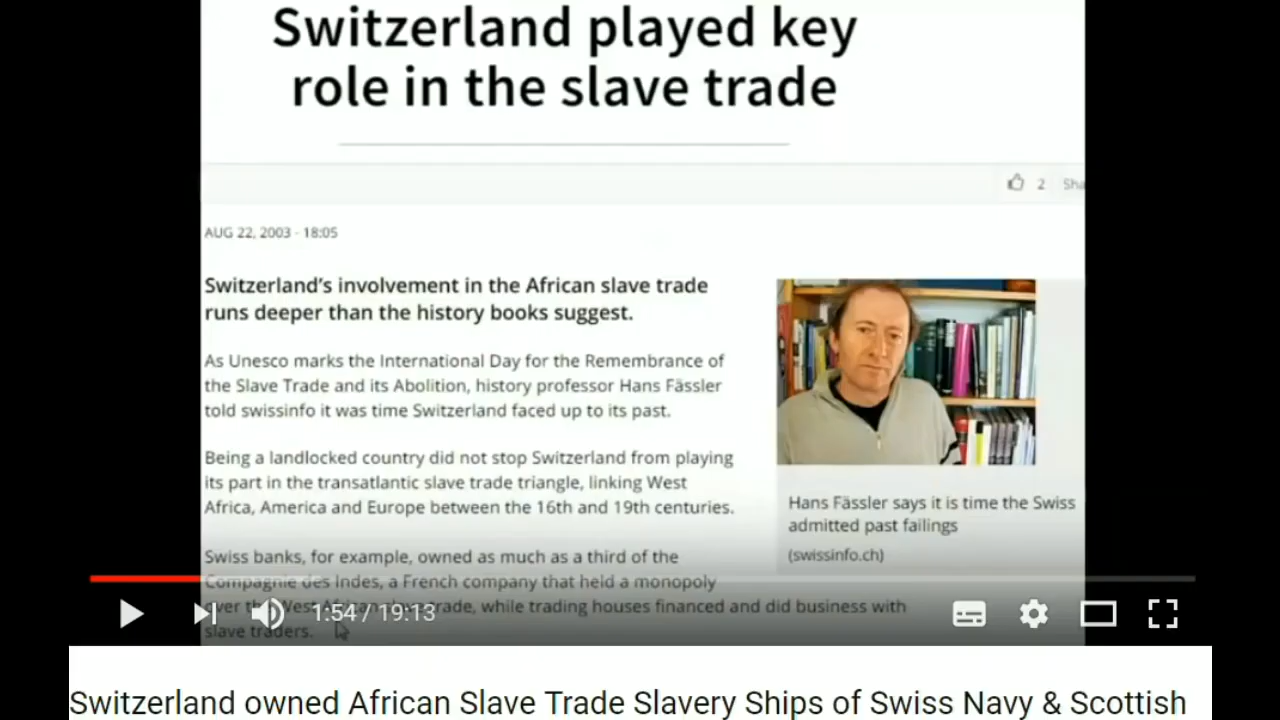 Switzerland played key
role in the slave trade
2 Sha
AUG 22, 2003 - 18:05
Switzerland's involvement in the African slave trade
runs deeper than the history books suggest.
As Unesco marks the International Day for the Remembrance of
the Slave Trade and its Abolition, history professor Hans Fässler
told swissinfo it was time Switzerland faced up to its past.
Being a landlocked country did not stop Switzerland from playing
its part in the transatlantic slave trade triangle, linking West
Africa, America and Europe between the 16th and 19th centuries.
Hans Fässler says it is time the Swiss
admitted past failings
(swissinfo.ch)
Swiss banks, for example, owned as much as a third of the
Compagnie des Indes, a French company that held a monopoly
over the West African slave trade, while trading houses financed and did business with
slave traders.
1:54 / 19:13
Switzerland owned African Slave Trade Slavery Ships of Swiss Navy & Scottish